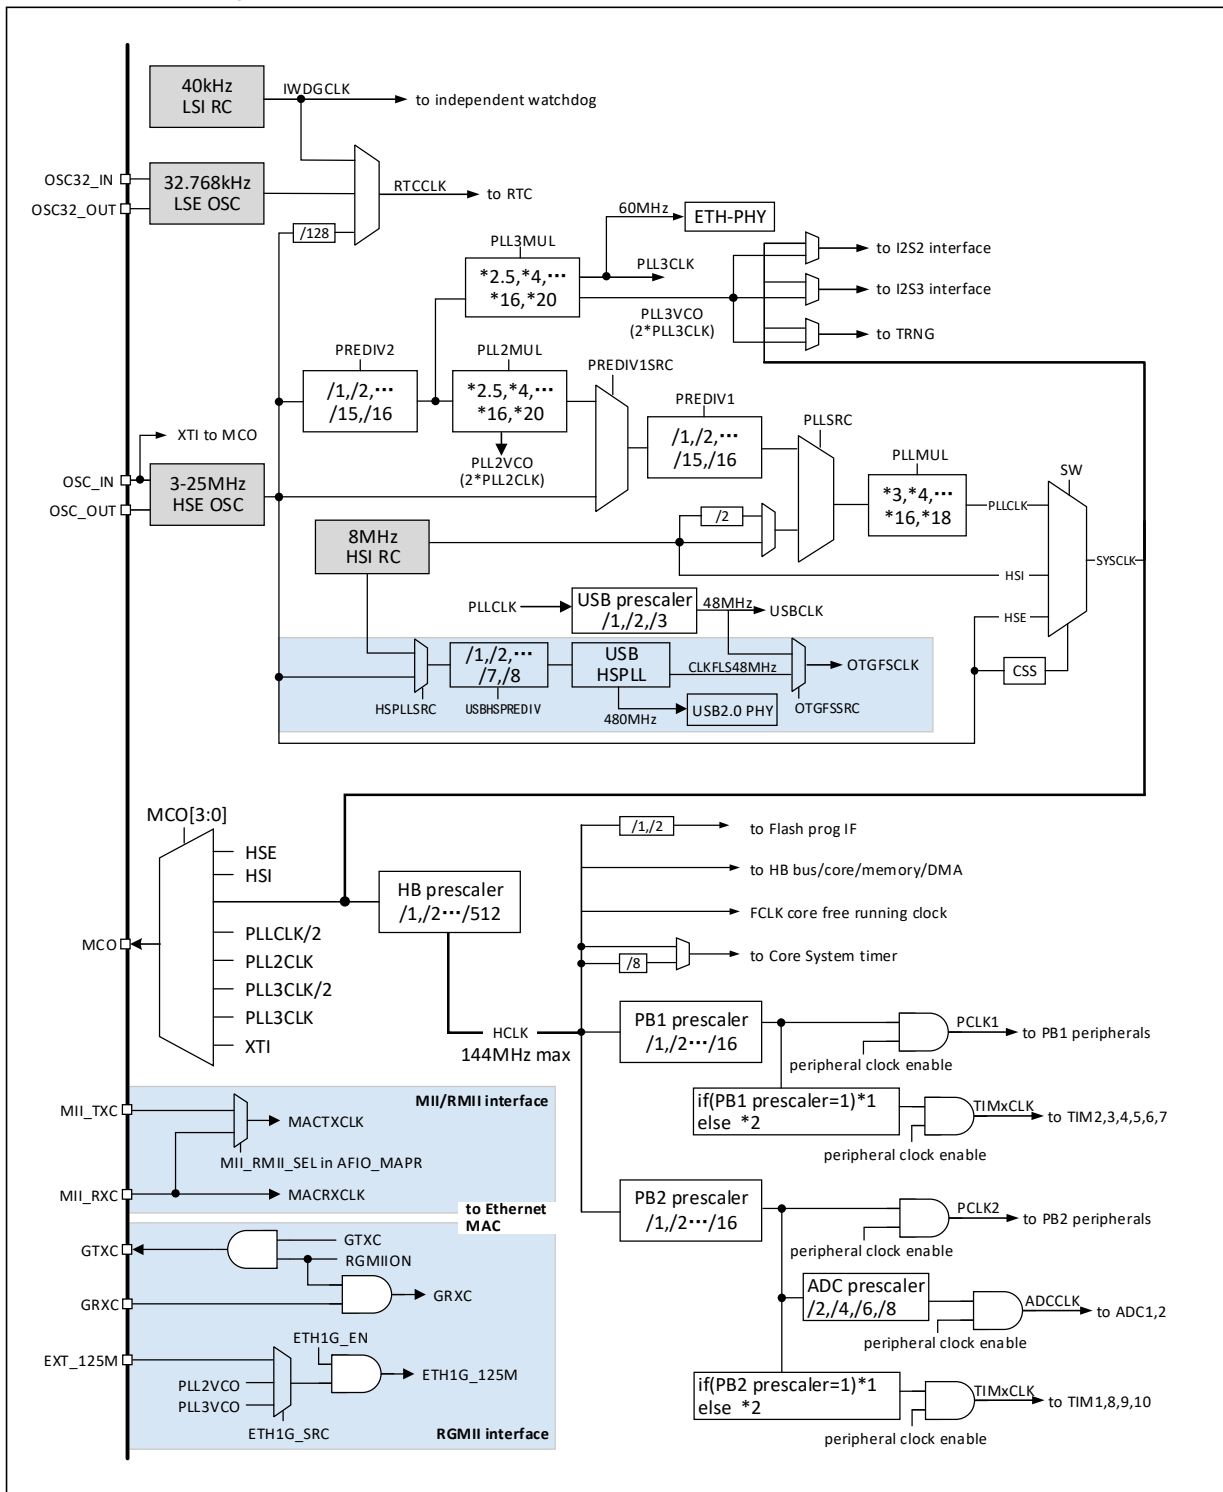 40kHz
LSI RC
IWDGCLK
to independent watchdog
OSC32_IN
OSC32_OUT
32.768kHz
LSE OSC
RTCCLK
to RTC
/128
60MHz
ETH-PHY
PLL3MUL
*2.5,*4,…
*16,*20
PLL3CLK
PLL3VCO
(2*PLL3CLK)
to I2S2 interface
to I2S3 interface
to TRNG
PREDIV2
/1,/2,…
/15,/16
PLL2MUL
*2.5,*4,…
*16,*20
PLL2VCO
(2*PLL2CLK)
PREDIV1SRC
PREDIV1
/1,/2,…
/15,/16
PLLSRC
PLLMUL
*3,*4,…
*16,*18
PLLCLK
SW
SYSCLK
XTI to MCO
OSC_IN
OSC_OUT
3-25MHz
HSE OSC
8MHz
HSI RC
/2
HSI
HSE
CSS
PLLCLK
USB prescaler
/1,/2,/3
48MHz
USBCLK
HSPLLSRC
/1,/2,…
/7,/8
USBHSPREDIV
USB
HSPLL
CLKFLS48MHz
480MHz
USB2.0 PHY
OTGFSSRC
OTGFSCLK
MCO[3:0]
HSE
HSI
PLLCLK/2
PLL2CLK
PLL3CLK/2
PLL3CLK
XTI
MCO
HB prescaler
/1,/2…/512
HCLK
144MHz max
/1,/2
to Flash prog IF
to HB bus/core/memory/DMA
FCLK core free running clock
/8
to Core System timer
PB1 prescaler
/1,/2…/16
PCLK1
to PB1 peripherals
peripheral clock enable
if(PB1 prescaler=1)*1
else *2
TIMxCLK
to TIM2,3,4,5,6,7
peripheral clock enable
PB2 prescaler
/1,/2…/16
PCLK2
to PB2 peripherals
peripheral clock enable
ADC prescaler
/2,/4,/6,/8
ADCCLK
to ADC1,2
peripheral clock enable
if(PB2 prescaler=1)*1
else *2
TIMxCLK
to TIM1,8,9,10
peripheral clock enable
MII/RMII interface
MII_TXC
MACTXCLK
MII_RMII_SEL in AFIO_MAPR
MII_RXC
MACRXCLK
to Ethernet
MAC
GTXC
GTXC
RGMIION
GRXC
GRXC
ETH1G_EN
EXT_125M
PLL2VCO
PLL3VCO
ETH1G_125M
ETH1G_SRC
RGMII interface